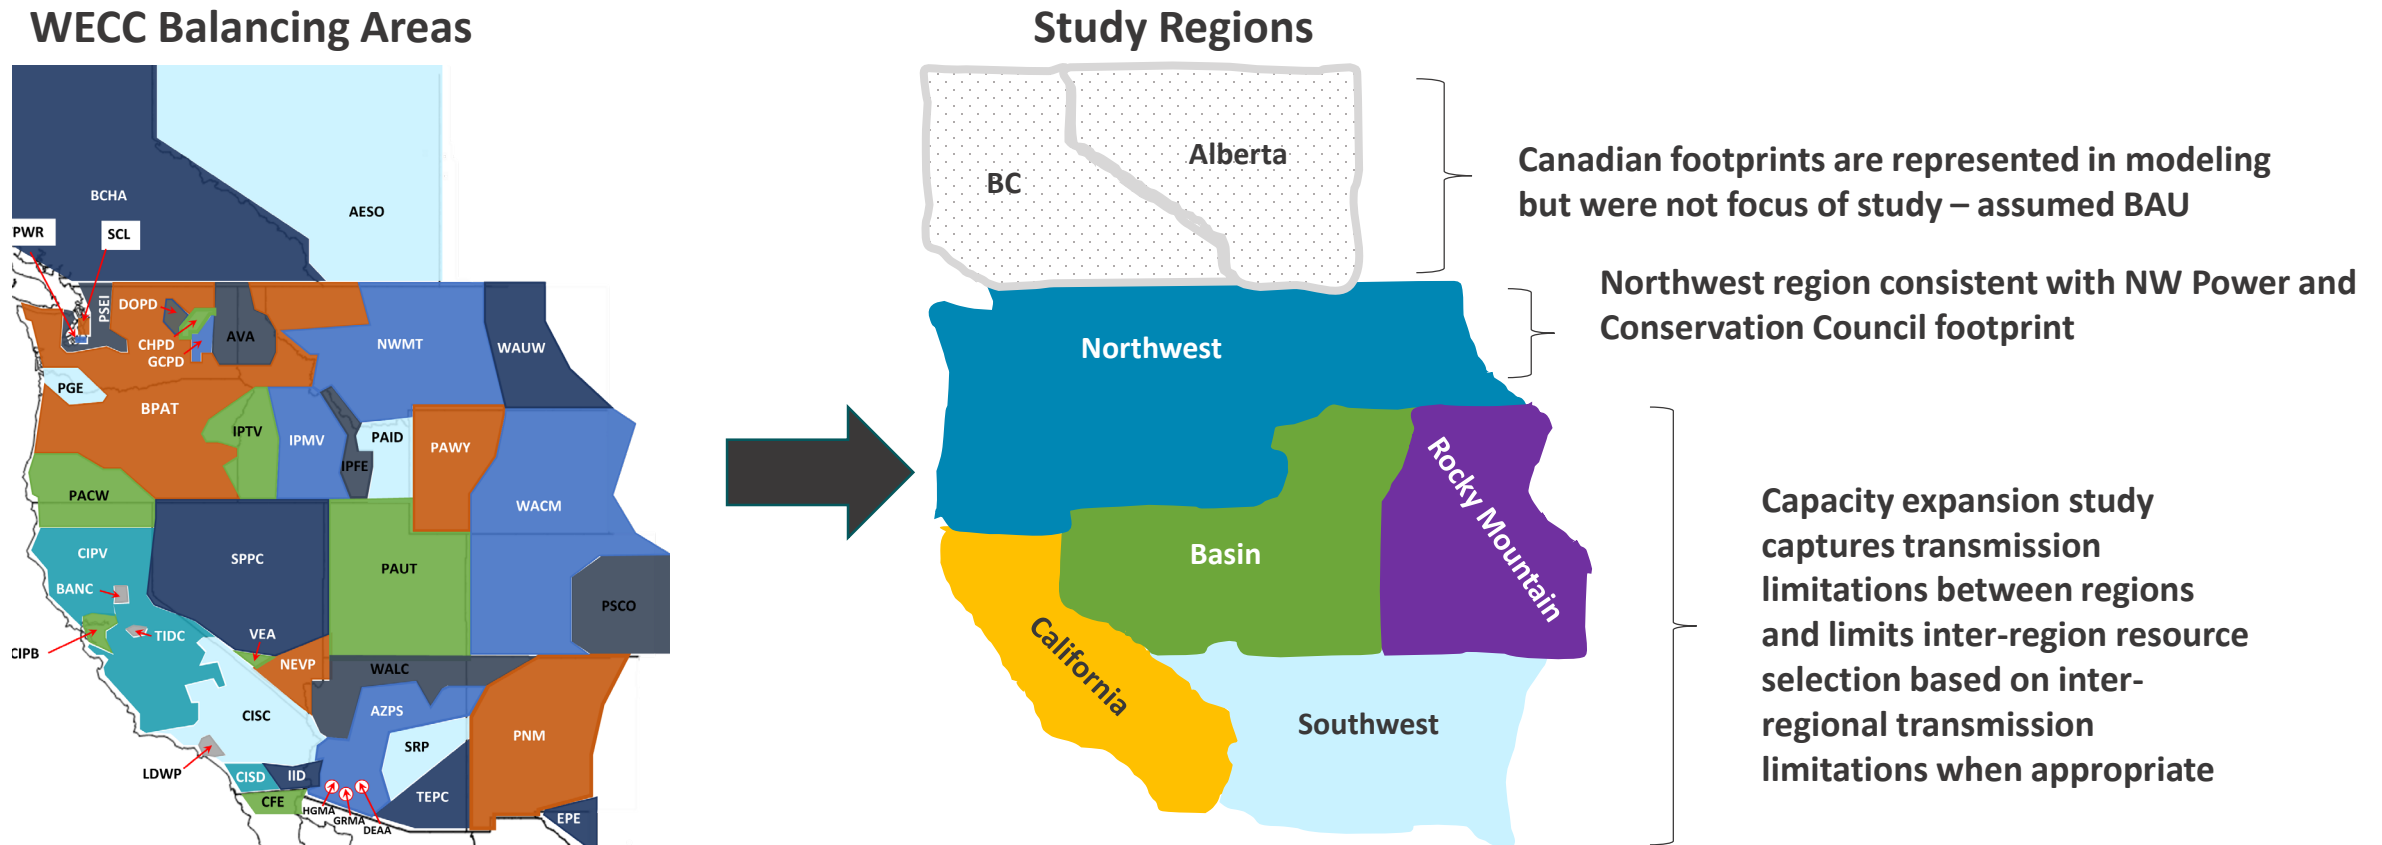 WECC Balancing Areas
BCHA
AESO
PWR
SCL
PSEI
DOPD
CHPD
GCPD
AVA
NWMT
WAUW
PGE
BPAT
IPTV
IPMV
IPFE
PAID
PAWY
PACW
WACM
CIPV
SPPC
PAUT
BANC
PSCO
CIPB
TIDC
VEA
NEVP
WALC
CISC
AZPS
SRP
PNM
LDWP
CISD
IID
CFE
HGMA
GRMA
DEAA
TEPC
EPE
Study Regions
BC
Alberta
Northwest
Basin
Rocky Mountain
California
Southwest
Canadian footprints are represented in modeling
but were not focus of study – assumed BAU
Northwest region consistent with NW Power and
Conservation Council footprint
Capacity expansion study
captures transmission
limitations between regions
and limits inter-region resource
selection based on inter-
regional transmission
limitations when appropriate